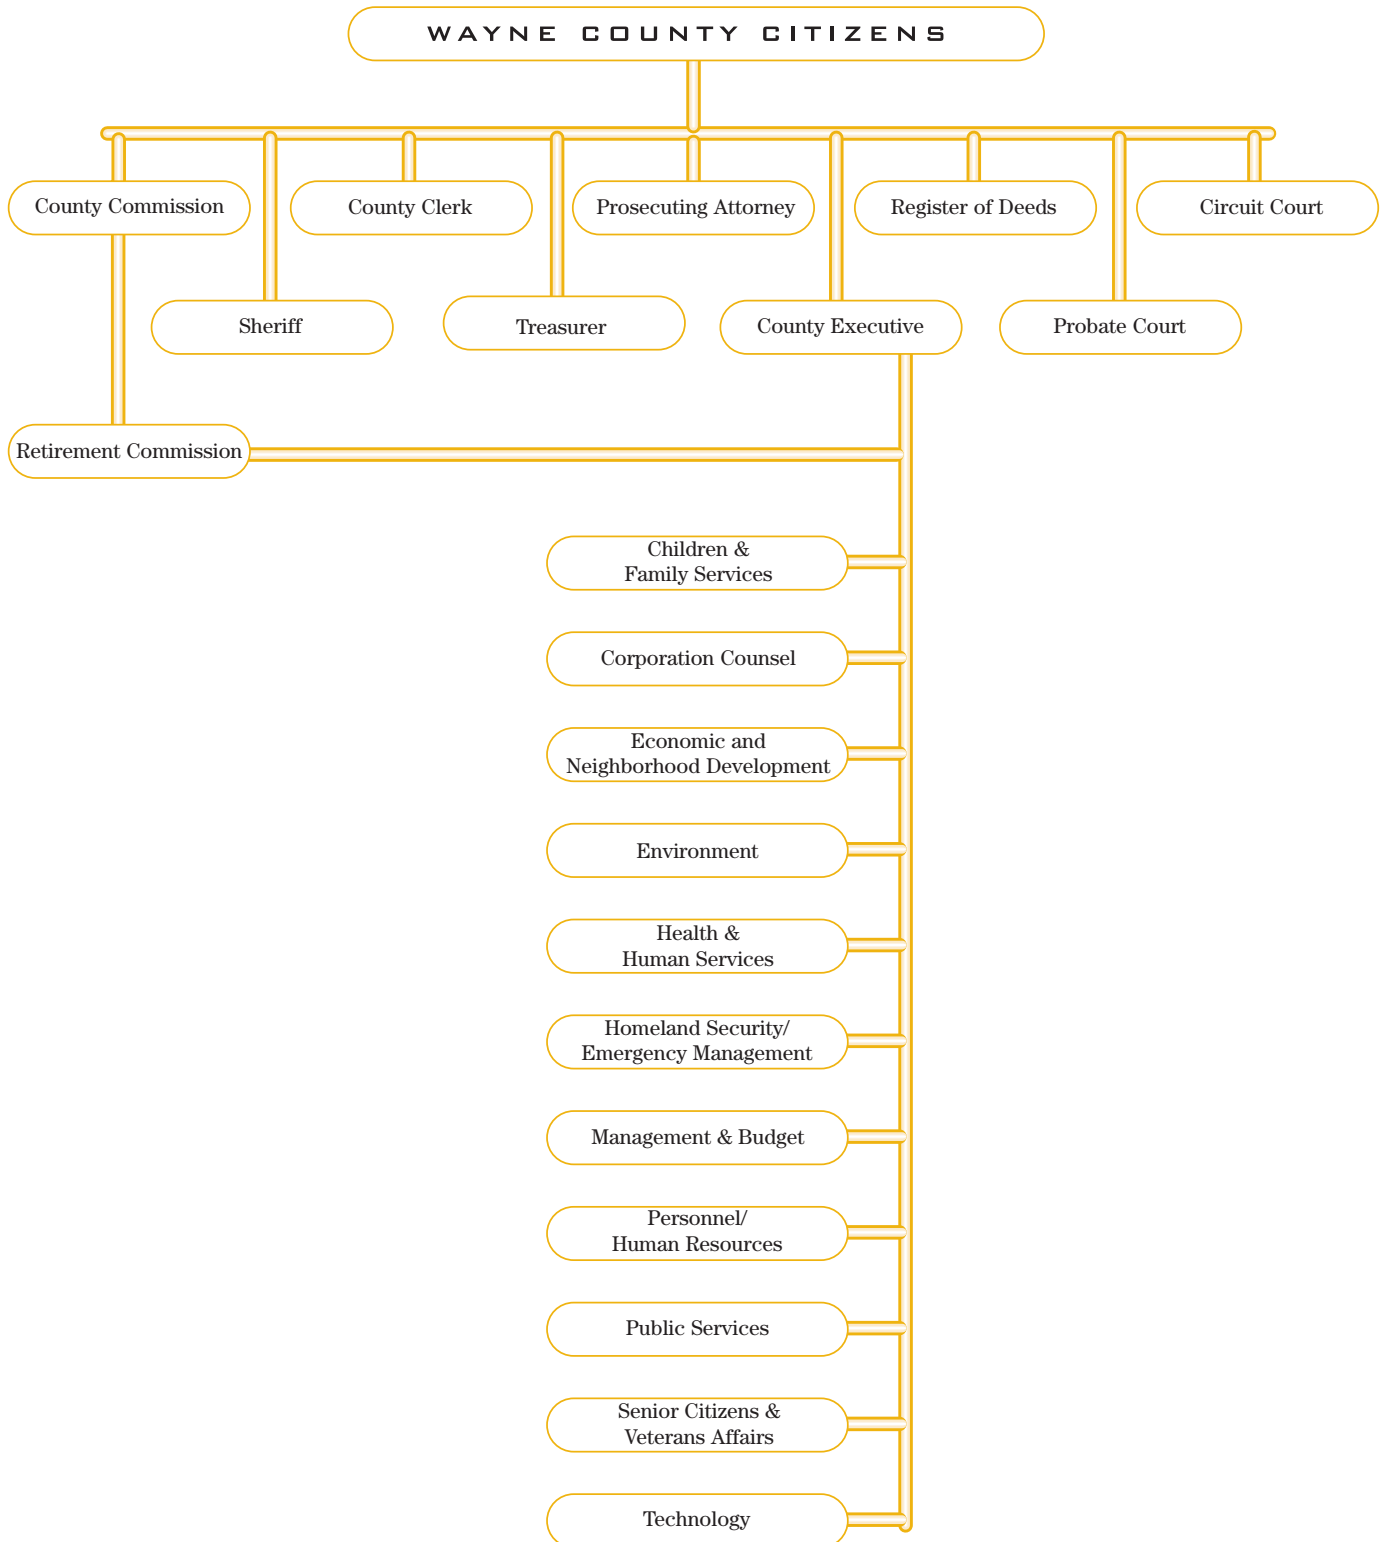 WAYNE COUNTY CITIZENS
County Commission
County Clerk
Prosecuting Attorney
Register of Deeds
Circuit Court
Sheriff
Treasurer
County Executive
Probate Court
Retirement Commission
Children &
Family Services
Corporation Counsel
Economic and
Neighborhood Development
Environment
Health &
Human Services
Homeland Security/
Emergency Management
Management & Budget
Personnel/
Human Resources
Public Services
Senior Citizens &
Veterans Affairs
Technology